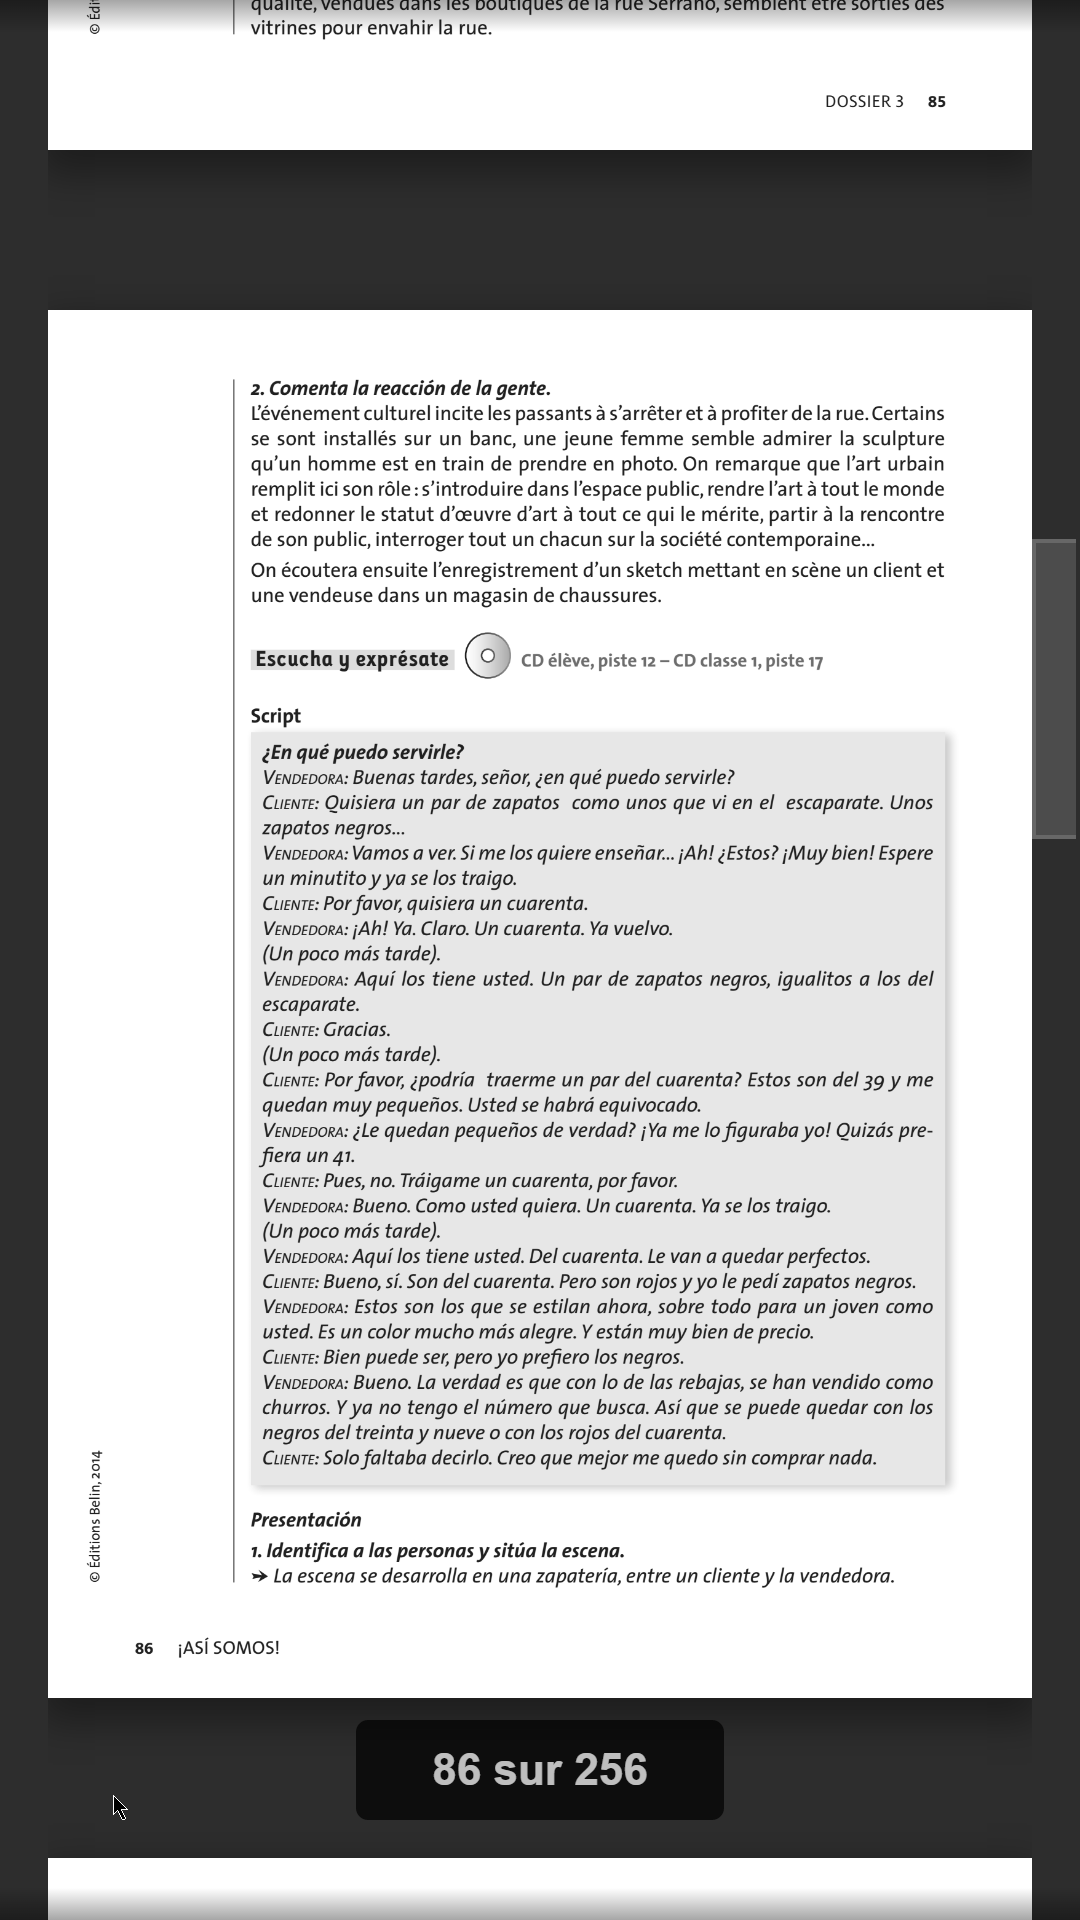 © Édit
qualité, vendues dans les boutiques de la rue Serrano, semblent être sorties des
vitrines pour envahir la rue.
DOSSIER 3 85
2. Comenta la reacción de la gente.
L’événement culturel incite les passants à s’arrêter et à profiter de la rue. Certains
se sont installés sur un banc, une jeune femme semble admirer la sculpture
qu’un homme est en train de prendre en photo. On remarque que l’art urbain
remplit ici son rôle : s’introduire dans l’espace public, rendre l’art à tout le monde
et redonner le statut d’œuvre d’art à tout ce qui le mérite, partir à la rencontre
de son public, interroger tout un chacun sur la société contemporaine...
On écoutera ensuite l’enregistrement d’un sketch mettant en scène un client et
une vendeuse dans un magasin de chaussures.
Escucha y exprésate CD élève, piste 12 – CD classe 1, piste 17
Script
¿En qué puedo servirle?
VENDEDORA: Buenas tardes, señor, ¿en qué puedo servirle?
CLIENTE: Quisiera un par de zapatos como unos que vi en el escaparate. Unos
zapatos negros...
VENDEDORA: Vamos a ver. Si me los quiere enseñar... ¡Ah! ¿Estos? ¡Muy bien! Espere
un minutito y ya se los traigo.
CLIENTE: Por favor, quisiera un cuarenta.
VENDEDORA: ¡Ah! Ya. Claro. Un cuarenta. Ya vuelvo.
(Un poco más tarde).
VENDEDORA: Aquí los tiene usted. Un par de zapatos negros, igualitos a los del
escaparate.
CLIENTE: Gracias.
(Un poco más tarde).
CLIENTE: Por favor, ¿podría traerme un par del cuarenta? Estos son del 39 y me
quedan muy pequeños. Usted se habrá equivocado.
VENDEDORA: ¿Le quedan pequeños de verdad? ¡Ya me lo figuraba yo! Quizás pre-
fiera un 41.
CLIENTE: Pues, no. Tráigame un cuarenta, por favor.
VENDEDORA: Bueno. Como usted quiera. Un cuarenta. Ya se los traigo.
(Un poco más tarde).
VENDEDORA: Aquí los tiene usted. Del cuarenta. Le van a quedar perfectos.
CLIENTE: Bueno, sí. Son del cuarenta. Pero son rojos y yo le pedí zapatos negros.
VENDEDORA: Estos son los que se estilan ahora, sobre todo para un joven como
usted. Es un color mucho más alegre. Y están muy bien de precio.
CLIENTE: Bien puede ser, pero yo prefiero los negros.
VENDEDORA: Bueno. La verdad es que con lo de las rebajas, se han vendido como
churros. Y ya no tengo el número que busca. Así que se puede quedar con los
negros del treinta y nueve o con los rojos del cuarenta.
CLIENTE: Solo faltaba decirlo. Creo que mejor me quedo sin comprar nada.
Presentación
1. Identifica a las personas y sitúa la escena.
➔ La escena se desarrolla en una zapatería, entre un cliente y la vendedora.
© Éditions Belin, 2014
86 ¡ASÍ SOMOS!
86 sur 256